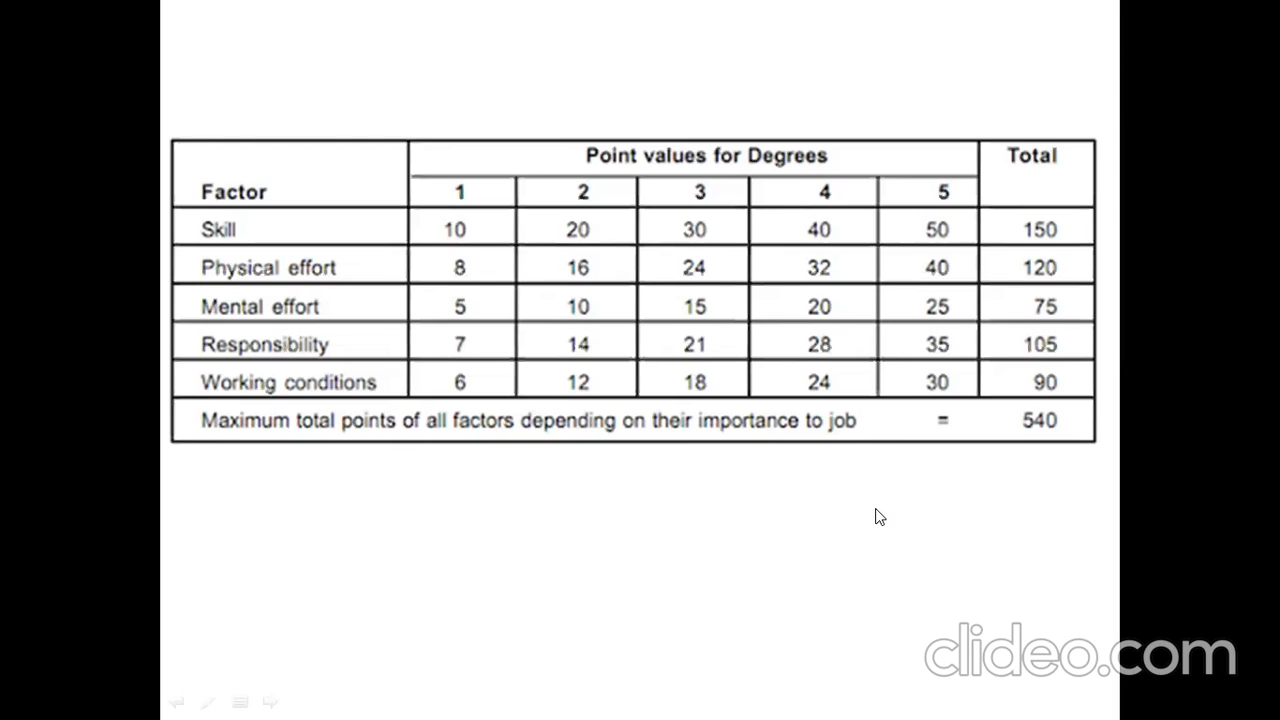 Point values for Degrees Total
Factor 1 2 3 4 5
Skill 10 20 30 40 50 150
Physical effort 8 16 24 32 40 120
Mental effort 5 10 15 20 25 75
Responsibility 7 14 21 28 35 105
Working conditions 6 12 18 24 30 90
Maximum total points of all factors depending on their importance to job = 540
clideo.com